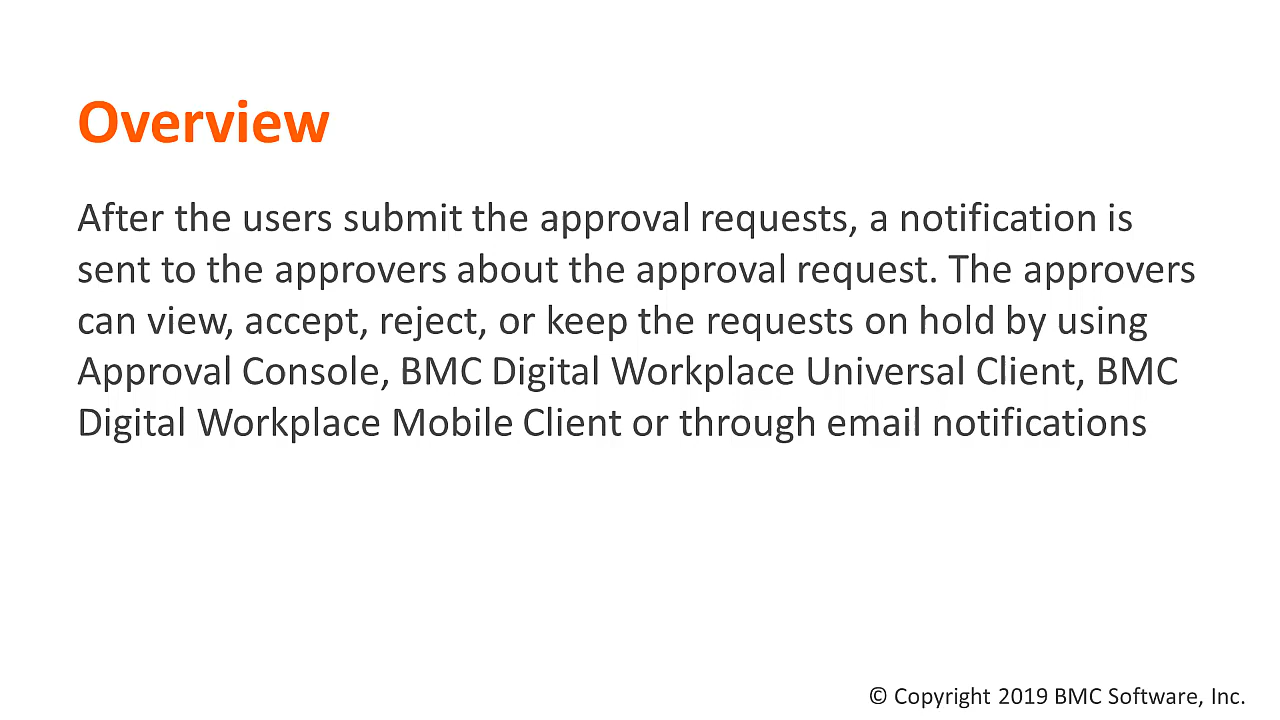 Overview
After the users submit the approval requests, a notification is
sent to the approvers about the approval request. The approvers
can view, accept, reject, or keep the requests on hold by using
Approval Console, BMC Digital Workplace Universal Client, BMC
Digital Workplace Mobile Client or through email notifications
© Copyright 2019 BMC Software, Inc.